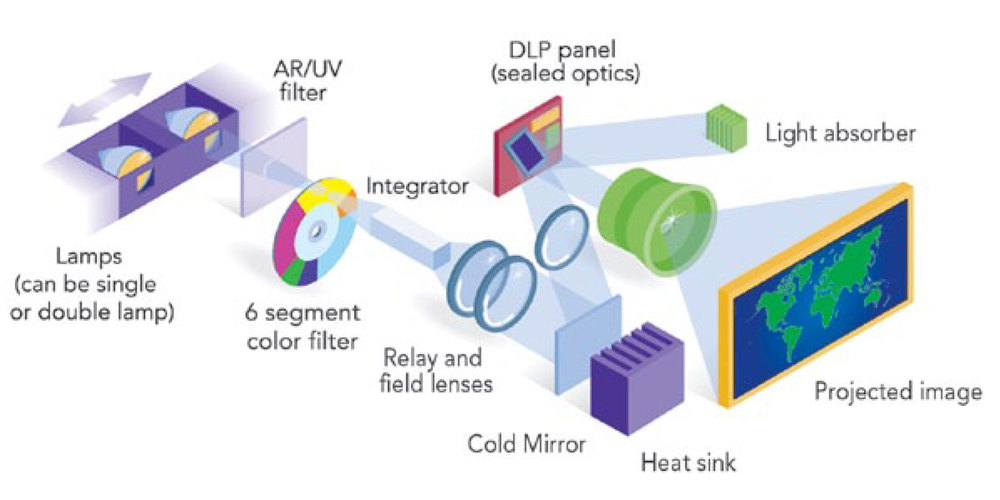 DLP panel
(sealed optics)
AR/UV
filter
Light absorber
Integrator
Lamps
(can be single
or double lamp)
6 segment
color filter
Relay and
field lenses
Projected image
Cold Mirror
Heat sink